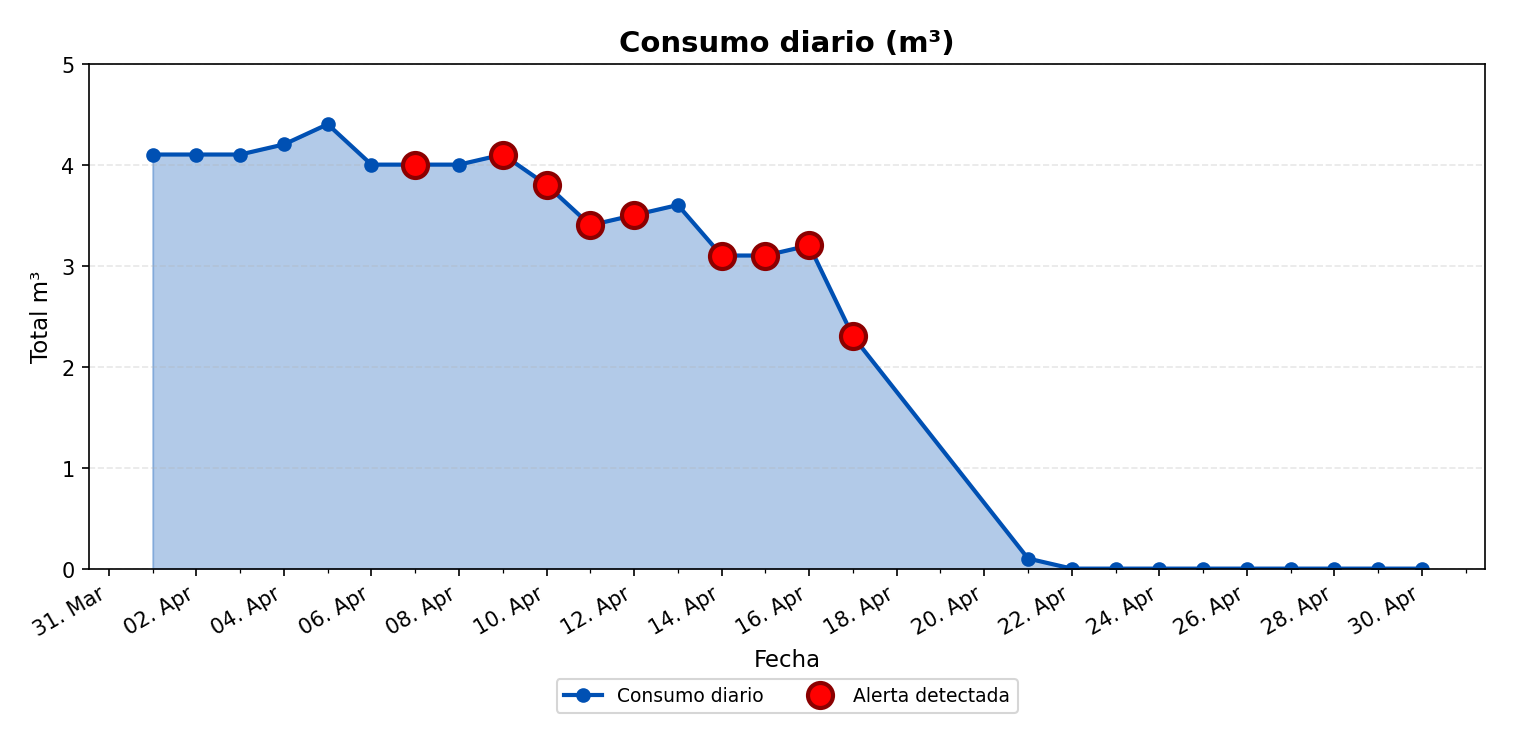 Consumo diario (m³)
5
4
3
2
1
0
Total m³
31. Mar
02. Apr
04. Apr
06. Apr
08. Apr
10. Apr
12. Apr
14. Apr
16. Apr
18. Apr
20. Apr
22. Apr
24. Apr
26. Apr
28. Apr
30. Apr
Fecha
Consumo diario
Alerta detectada